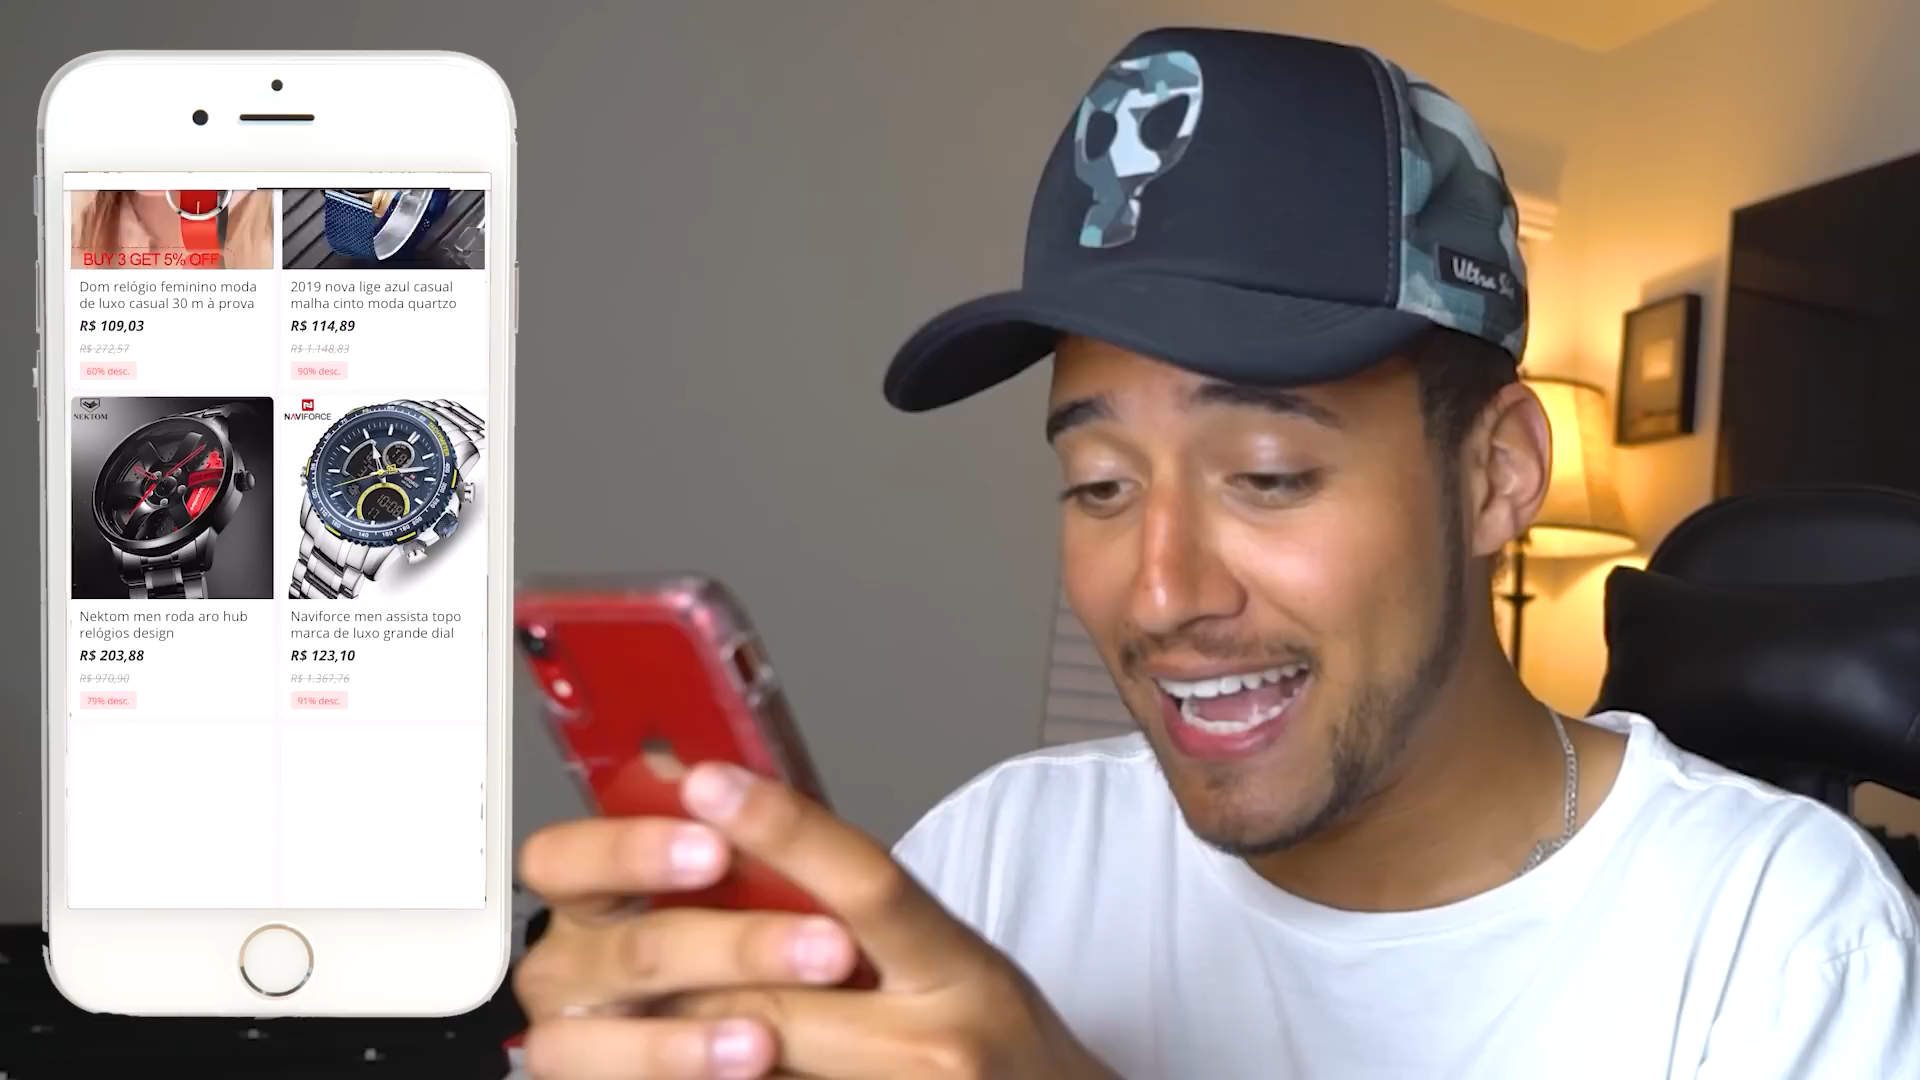 BUY 3 GET 5% OFF
Dom relógio feminino moda
de luxo casual 30 m à prova
R$ 109,03
R$ 272,57
60% desc.
2019 nova lige azul casual
malha cinto moda quartzo
R$ 114,89
R$ 1.148,83
90% desc.
NEKTOM
Nektom men roda aro hub
relógios design
R$ 203,88
R$ 970,90
79% desc.
NAVIFORCE
Naviforce men assista topo
marca de luxo grande dial
R$ 123,10
R$ 1.367,76
91% desc.
Ultra